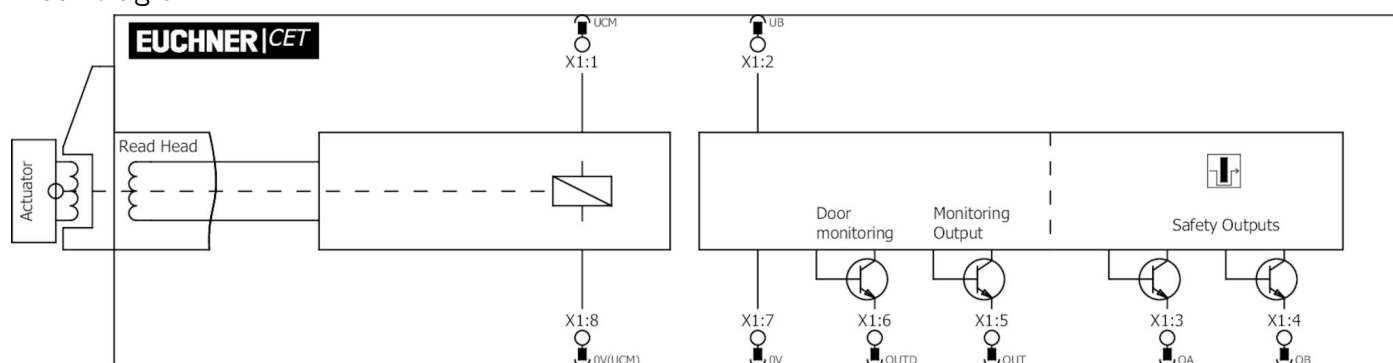 EUCHNER|CET
UCM
UB
X1:1
X1:2
Read Head
Actuator
Door
monitoring
Monitoring
Output
Safety Outputs
X1:8
X1:7
X1:6
X1:5
X1:3
X1:4
0V(UCM)
0V
OUTD
OUT
OA
OB